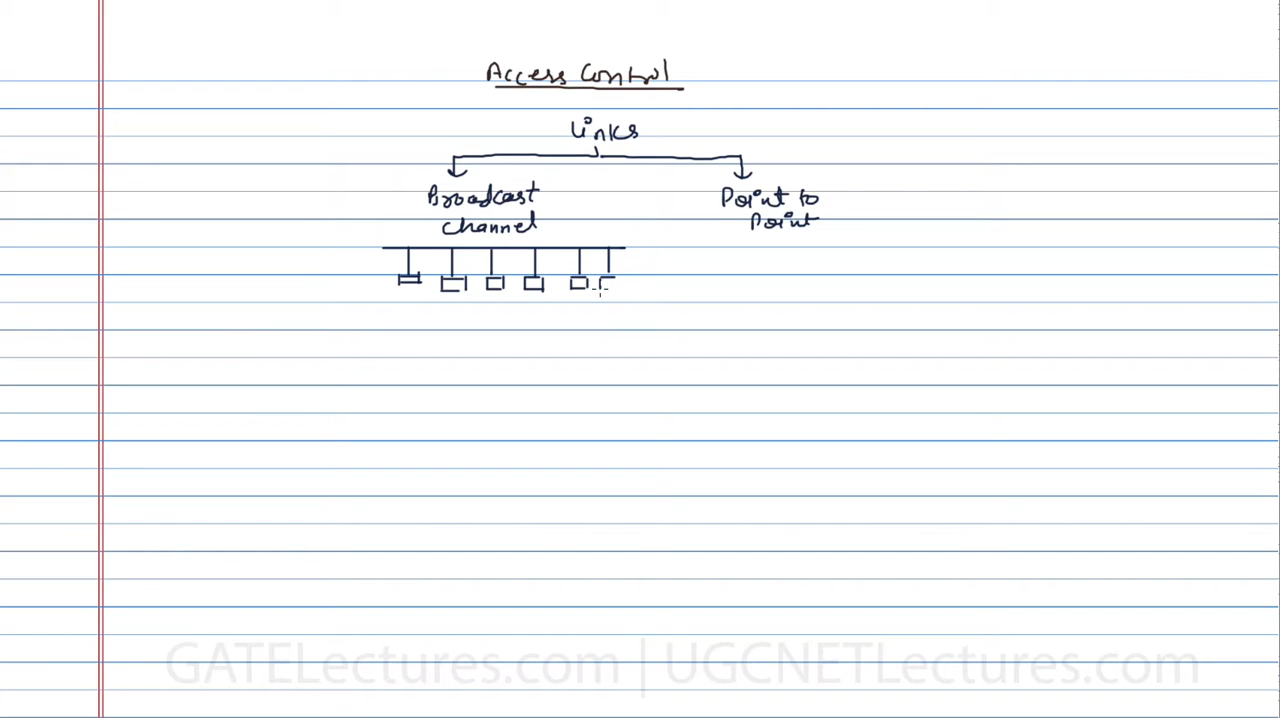 Access Control
Links
Broadcast
Channel
Point to
Point
GATELectures.com | UGCNETLectures.com